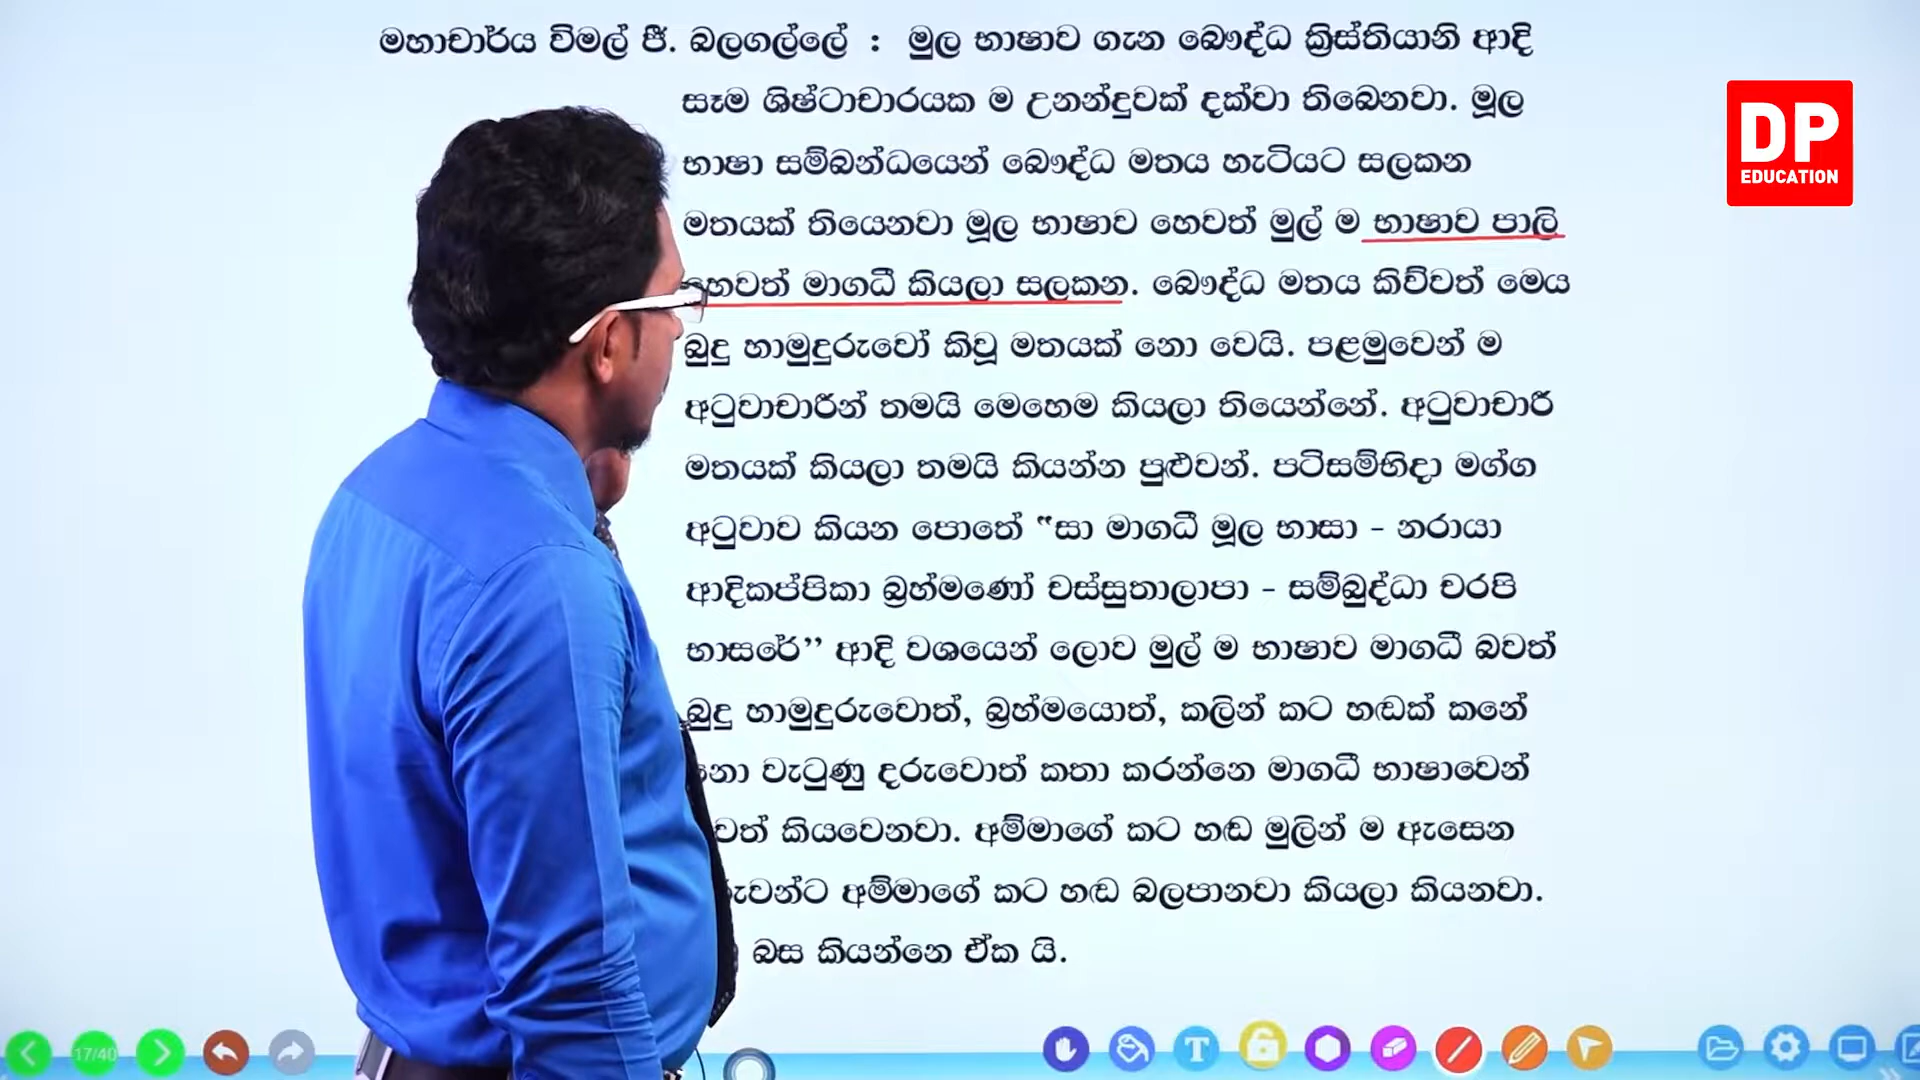 මහාචාර්ය විමල් ජී. බලගල්ලේ : මුල භාෂාව ගැන බෞද්ධ ක්‍රිස්තියානි ආදි
සෑම ශිෂ්ටාචාරයක ම උනන්දුවක් දක්වා තිබෙනවා. මූල
භාෂා සම්බන්ධයෙන් බෞද්ධ මතය හැටියට සලකන
මතයක් තියෙනවා මූල භාෂාව හෙවත් මුල් ම භාෂාව පාලි
හෙවත් මාගධී කියලා සලකන. බෞද්ධ මතය කිව්වත් මෙය
බුදු හාමුදුරුවෝ කිවූ මතයක් නො වෙයි. පළමුවෙන් ම
අටුවාචාරීන් තමයි මෙහෙම කියලා තියෙන්නේ. අටුවාචාරී
මතයක් කියලා තමයි කියන්න පුළුවන්. පටිසම්භිදා මග්ග
අටුවාව කියන පොතේ “සා මාගධී මූල භාසා - නරායා
ආදිකප්පිකා බ්‍රහ්මණෝ චස්සුතාලාපා - සම්බුද්ධා චරපි
භාසරේ’’ ආදි වශයෙන් ලොව මුල් ම භාෂාව මාගධී බවත්
බුදු හාමුදුරුවොත්, බ්‍රහ්මයොත්, කලින් කට හඬක් කනේ
නො වැටුණු දරුවොත් කතා කරන්නෙ මාගධී භාෂාවෙන්
කියවෙනවා. අම්මාගේ කට හඬ මුලින් ම ඇසෙන
අම්මාගේ කට හඬ බලපානවා කියලා කියනවා.
බස කියන්නෙ ඒක යි.
DP
EDUCATION
17/40
T